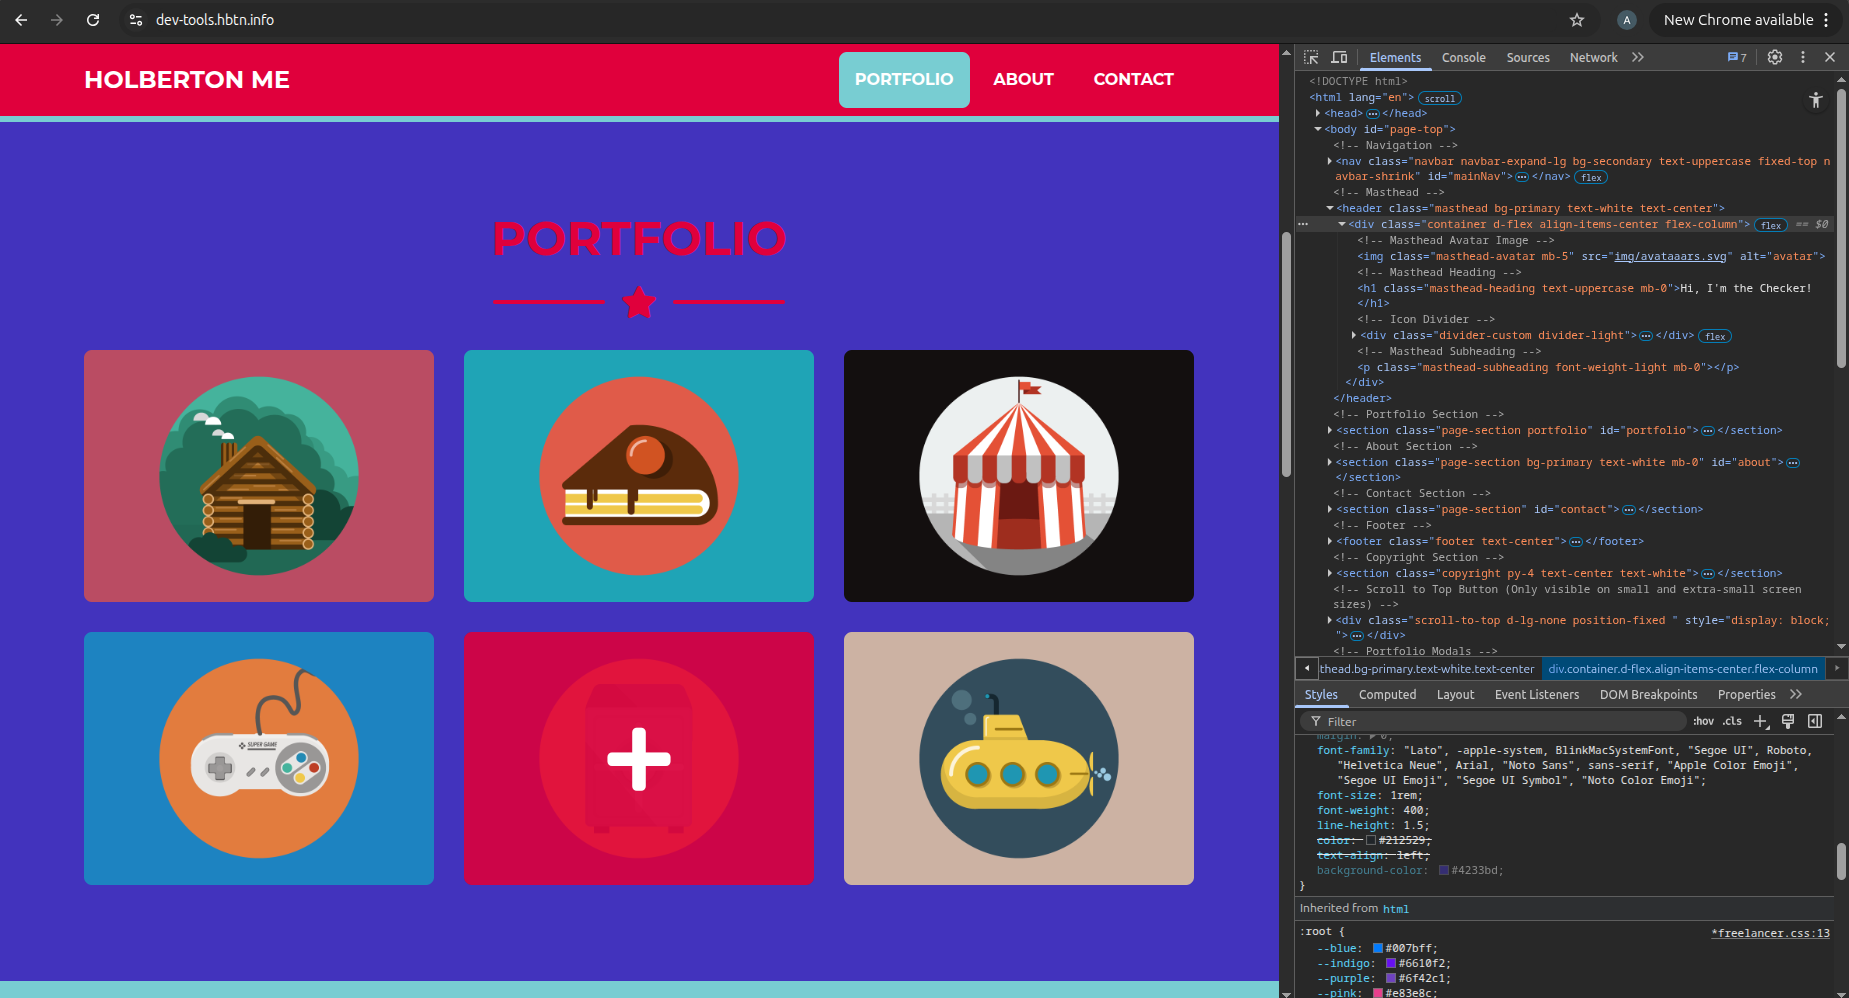 dev-tools.hbtn.info
A
New Chrome available
HOLBERTON ME
PORTFOLIO
ABOUT
CONTACT
PORTFOLIO
SUPER GAME
Elements
Console
Sources
Network
7
<!DOCTYPE html>
<html lang="en"> scroll
<head> ••• </head>
<body id="page-top">
<!-- Navigation -->
<nav class="navbar navbar-expand-lg bg-secondary text-uppercase fixed-top n
avbar-shrink" id="mainNav"> ••• </nav> flex
<!-- Masthead -->
<header class="masthead bg-primary text-white text-center">
••• <div class="container d-flex align-items-center flex-column"> flex == $0
<!-- Masthead Avatar Image -->
<img class="masthead-avatar mb-5" src="img/avataaars.svg" alt="avatar">
<!-- Masthead Heading -->
<h1 class="masthead-heading text-uppercase mb-0">Hi, I'm the Checker!
</h1>
<!-- Icon Divider -->
<div class="divider-custom divider-light"> ••• </div> flex
<!-- Masthead Subheading -->
<p class="masthead-subheading font-weight-light mb-0"></p>
</div>
</header>
<!-- Portfolio Section -->
<section class="page-section portfolio" id="portfolio"> ••• </section>
<!-- About Section -->
<section class="page-section bg-primary text-white mb-0" id="about"> •••
</section>
<!-- Contact Section -->
<section class="page-section" id="contact"> ••• </section>
<!-- Footer -->
<footer class="footer text-center"> ••• </footer>
<!-- Copyright Section -->
<section class="copyright py-4 text-center text-white"> ••• </section>
<!-- Scroll to Top Button (Only visible on small and extra-small screen
sizes) -->
<div class="scroll-to-top d-lg-none position-fixed " style="display: block;
"> ••• </div>
<!-- Portfolio Modals -->
thead.bg-primary.text-white.text-center
div.container.d-flex.align-items-center.flex-column
Styles
Computed
Layout
Event Listeners
DOM Breakpoints
Properties
Filter
:hov
.cls
margin: 0;
font-family: "Lato", -apple-system, BlinkMacSystemFont, "Segoe UI", Roboto,
"Helvetica Neue", Arial, "Noto Sans", sans-serif, "Apple Color Emoji",
"Segoe UI Emoji", "Segoe UI Symbol", "Noto Color Emoji";
font-size: 1rem;
font-weight: 400;
line-height: 1.5;
color: #212529;
text-align: left;
background-color: #4233bd;
}
Inherited from html
:root {
*freelancer.css:13
--blue: #007bff;
--indigo: #6610f2;
--purple: #6f42c1;
--pink: #e83e8c;